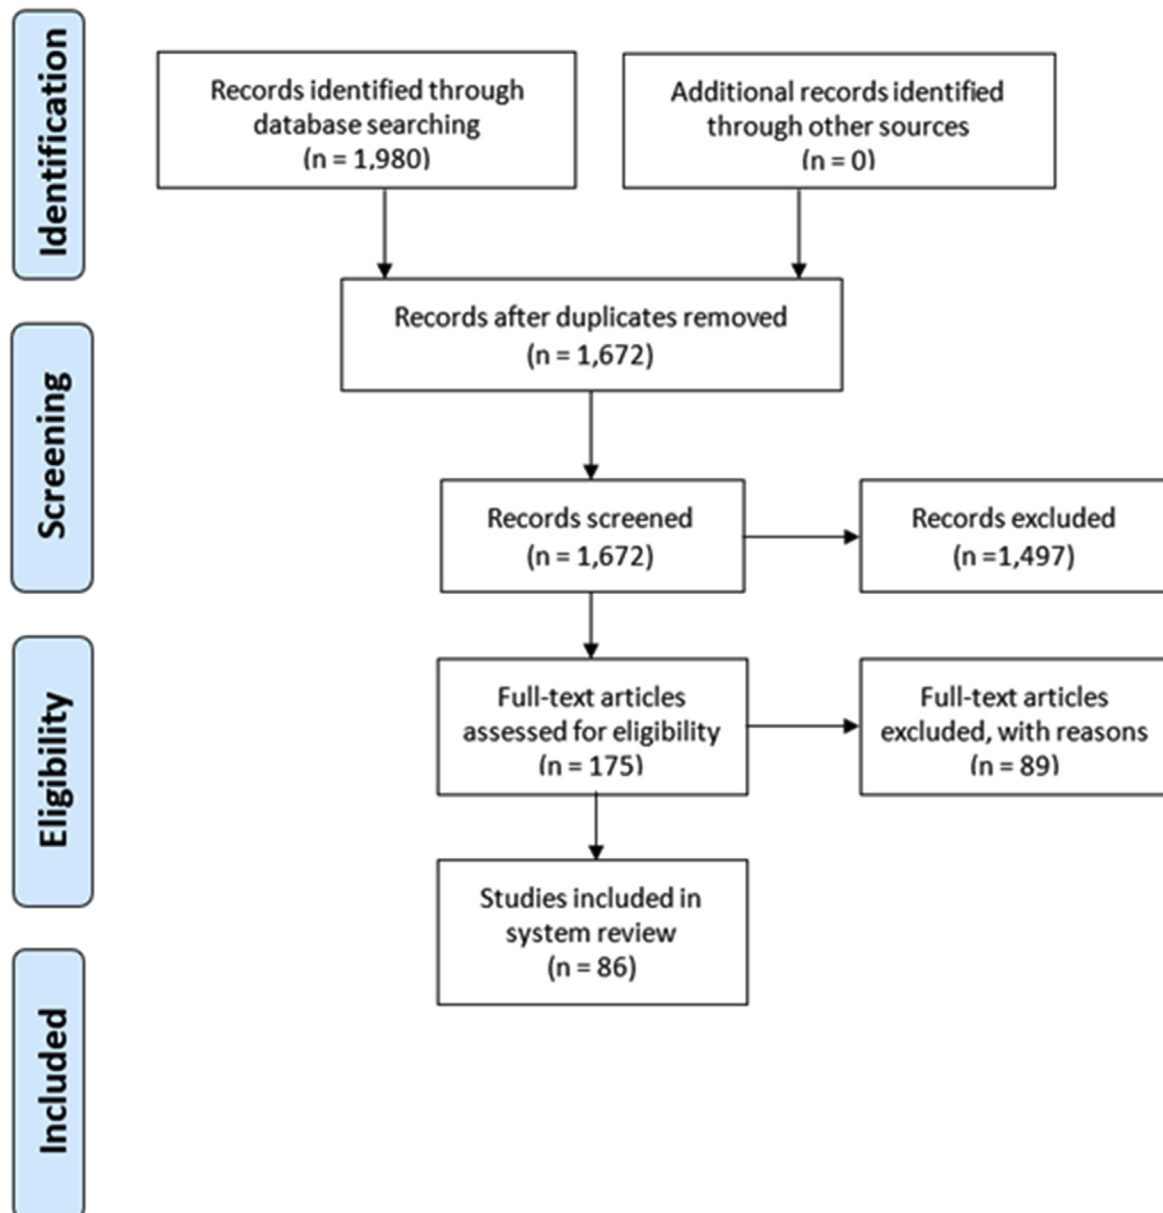 Identification
Records identified through
database searching
(n = 1,980)
Additional records identified
through other sources
(n = 0)
Records after duplicates removed
(n = 1,672)
Screening
Records screened
(n = 1,672)
Records excluded
(n =1,497)
Eligibility
Full-text articles
assessed for eligibility
(n = 175)
Full-text articles
excluded, with reasons
(n = 89)
Studies included in
system review
(n = 86)
Included